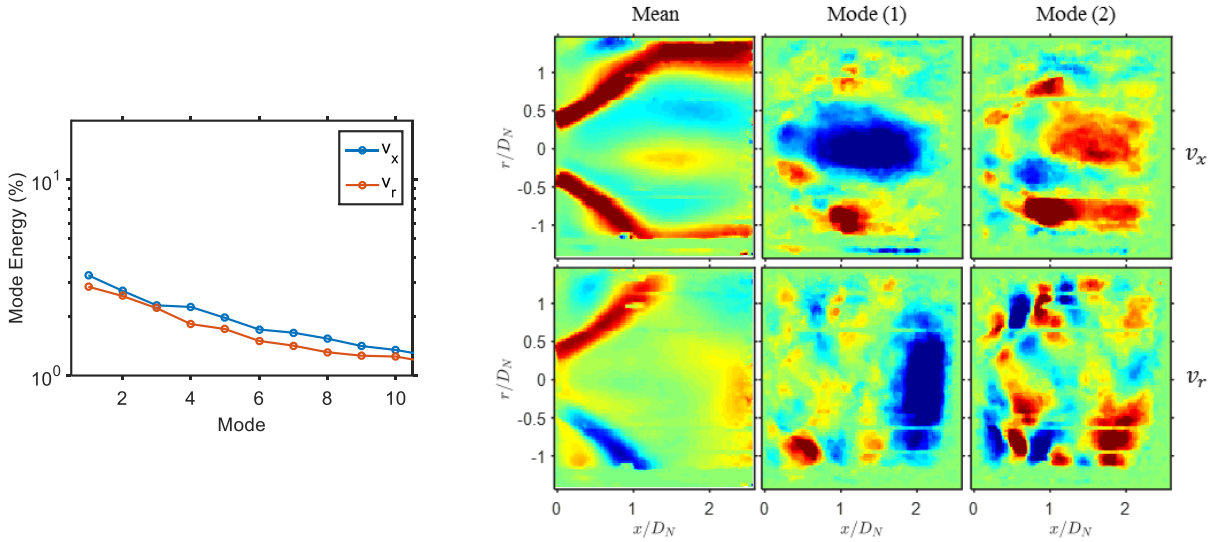 Mean Mode (1) Mode (2)
10^1
10^0
Mode Energy (%)
2 4 6 8 10
Mode
v_x
v_r
1
0.5
0
-0.5
-1
r/D_N
v_x
1
0.5
0
-0.5
-1
r/D_N
v_r
0 1 2 0 1 2 0 1 2
x/D_N x/D_N x/D_N